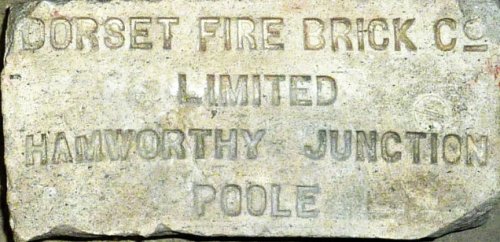 DORSET FIRE BRICK Co
LIMITED
HAMWORTHY JUNCTION
POOLE